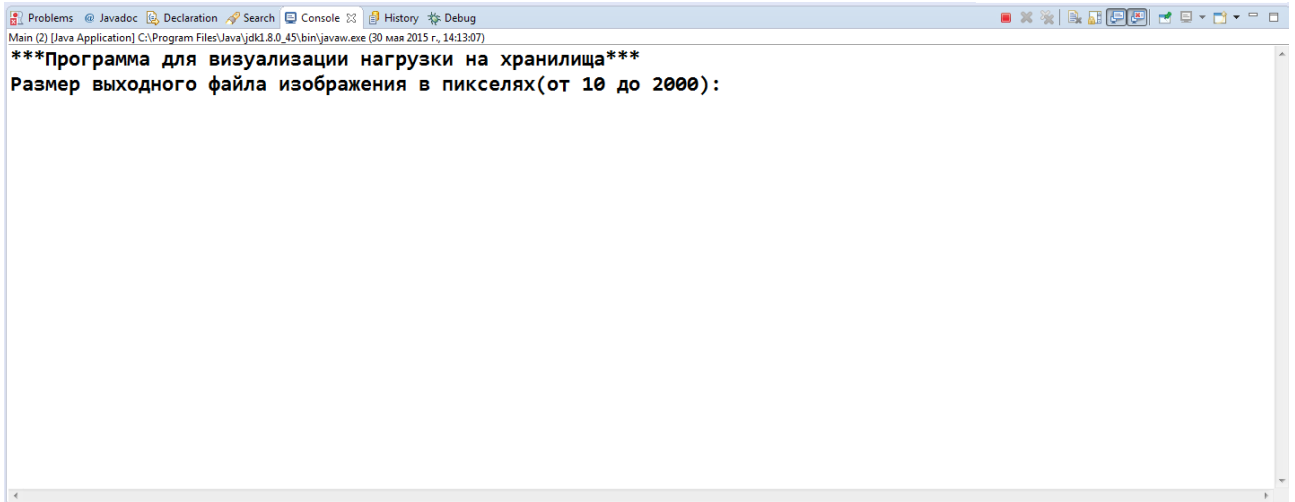 Problems @ Javadoc Declaration Search Console History Debug
Main (2) [Java Application] C:\Program Files\Java\jdk1.8.0_45\bin\javaw.exe (30 мая 2015 г., 14:13:07)
***Программа для визуализации нагрузки на хранилища***
Размер выходного файла изображения в пикселях(от 10 до 2000):